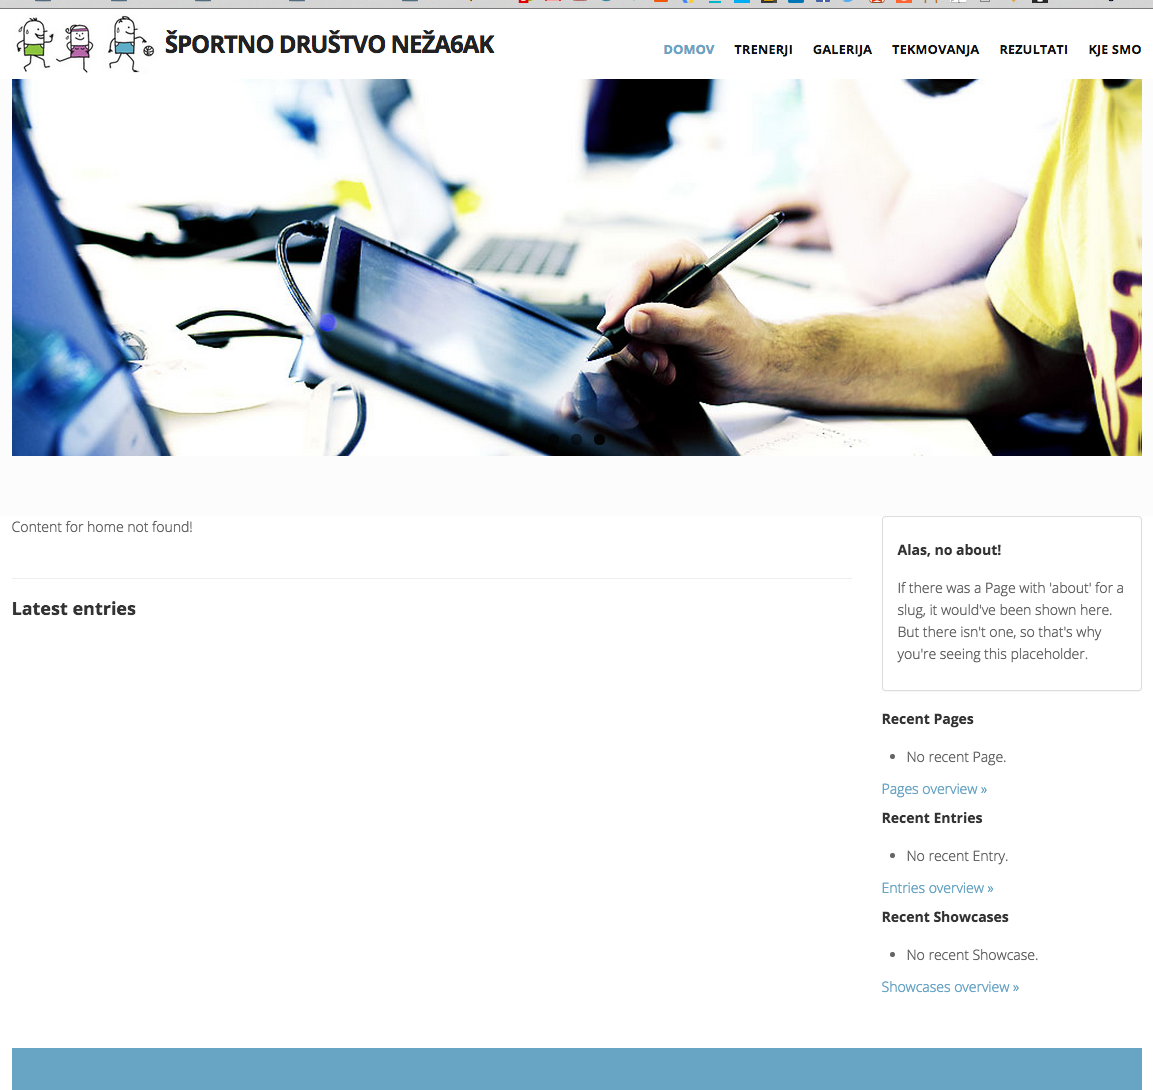 ŠPORTNO DRUŠTVO NEŽA6AK
DOMOV TRENERJI GALERIJA TEKMOVANJA REZULTATI KJE SMO
Content for home not found!
Latest entries
Alas, no about!
If there was a Page with 'about' for a
slug, it would've been shown here.
But there isn't one, so that's why
you're seeing this placeholder.
Recent Pages
No recent Page.
Pages overview »
Recent Entries
No recent Entry.
Entries overview »
Recent Showcases
No recent Showcase.
Showcases overview »